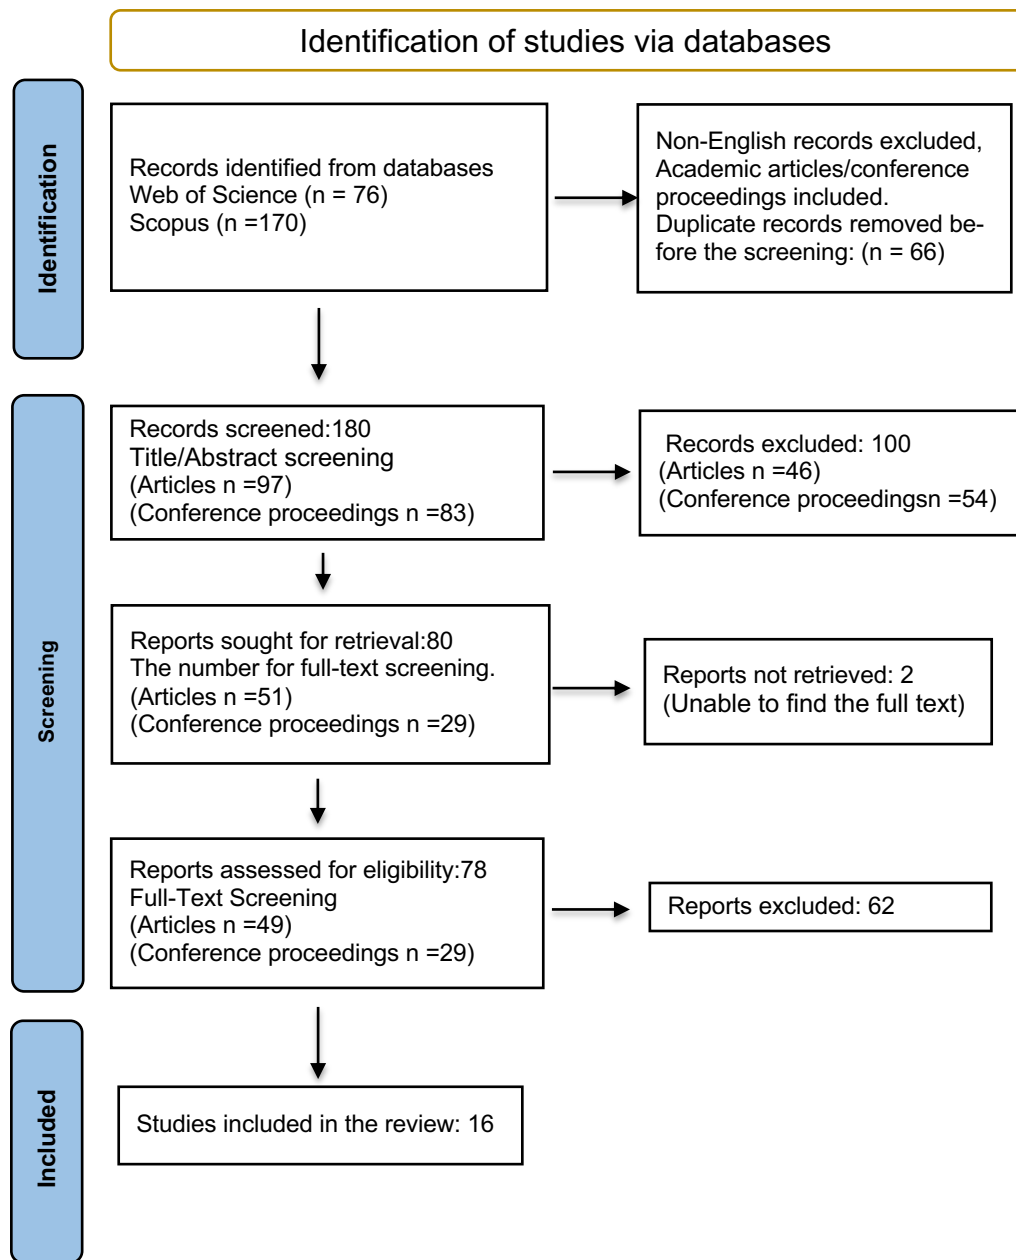 Identification of studies via databases
Identification
Records identified from databases
Web of Science (n = 76)
Scopus (n =170)
Non-English records excluded,
Academic articles/conference
proceedings included.
Duplicate records removed be-
fore the screening: (n = 66)
Screening
Records screened:180
Title/Abstract screening
(Articles n =97)
(Conference proceedings n =83)
Records excluded: 100
(Articles n =46)
(Conference proceedingsn =54)
Reports sought for retrieval:80
The number for full-text screening.
(Articles n =51)
(Conference proceedings n =29)
Reports not retrieved: 2
(Unable to find the full text)
Reports assessed for eligibility:78
Full-Text Screening
(Articles n =49)
(Conference proceedings n =29)
Reports excluded: 62
Included
Studies included in the review: 16